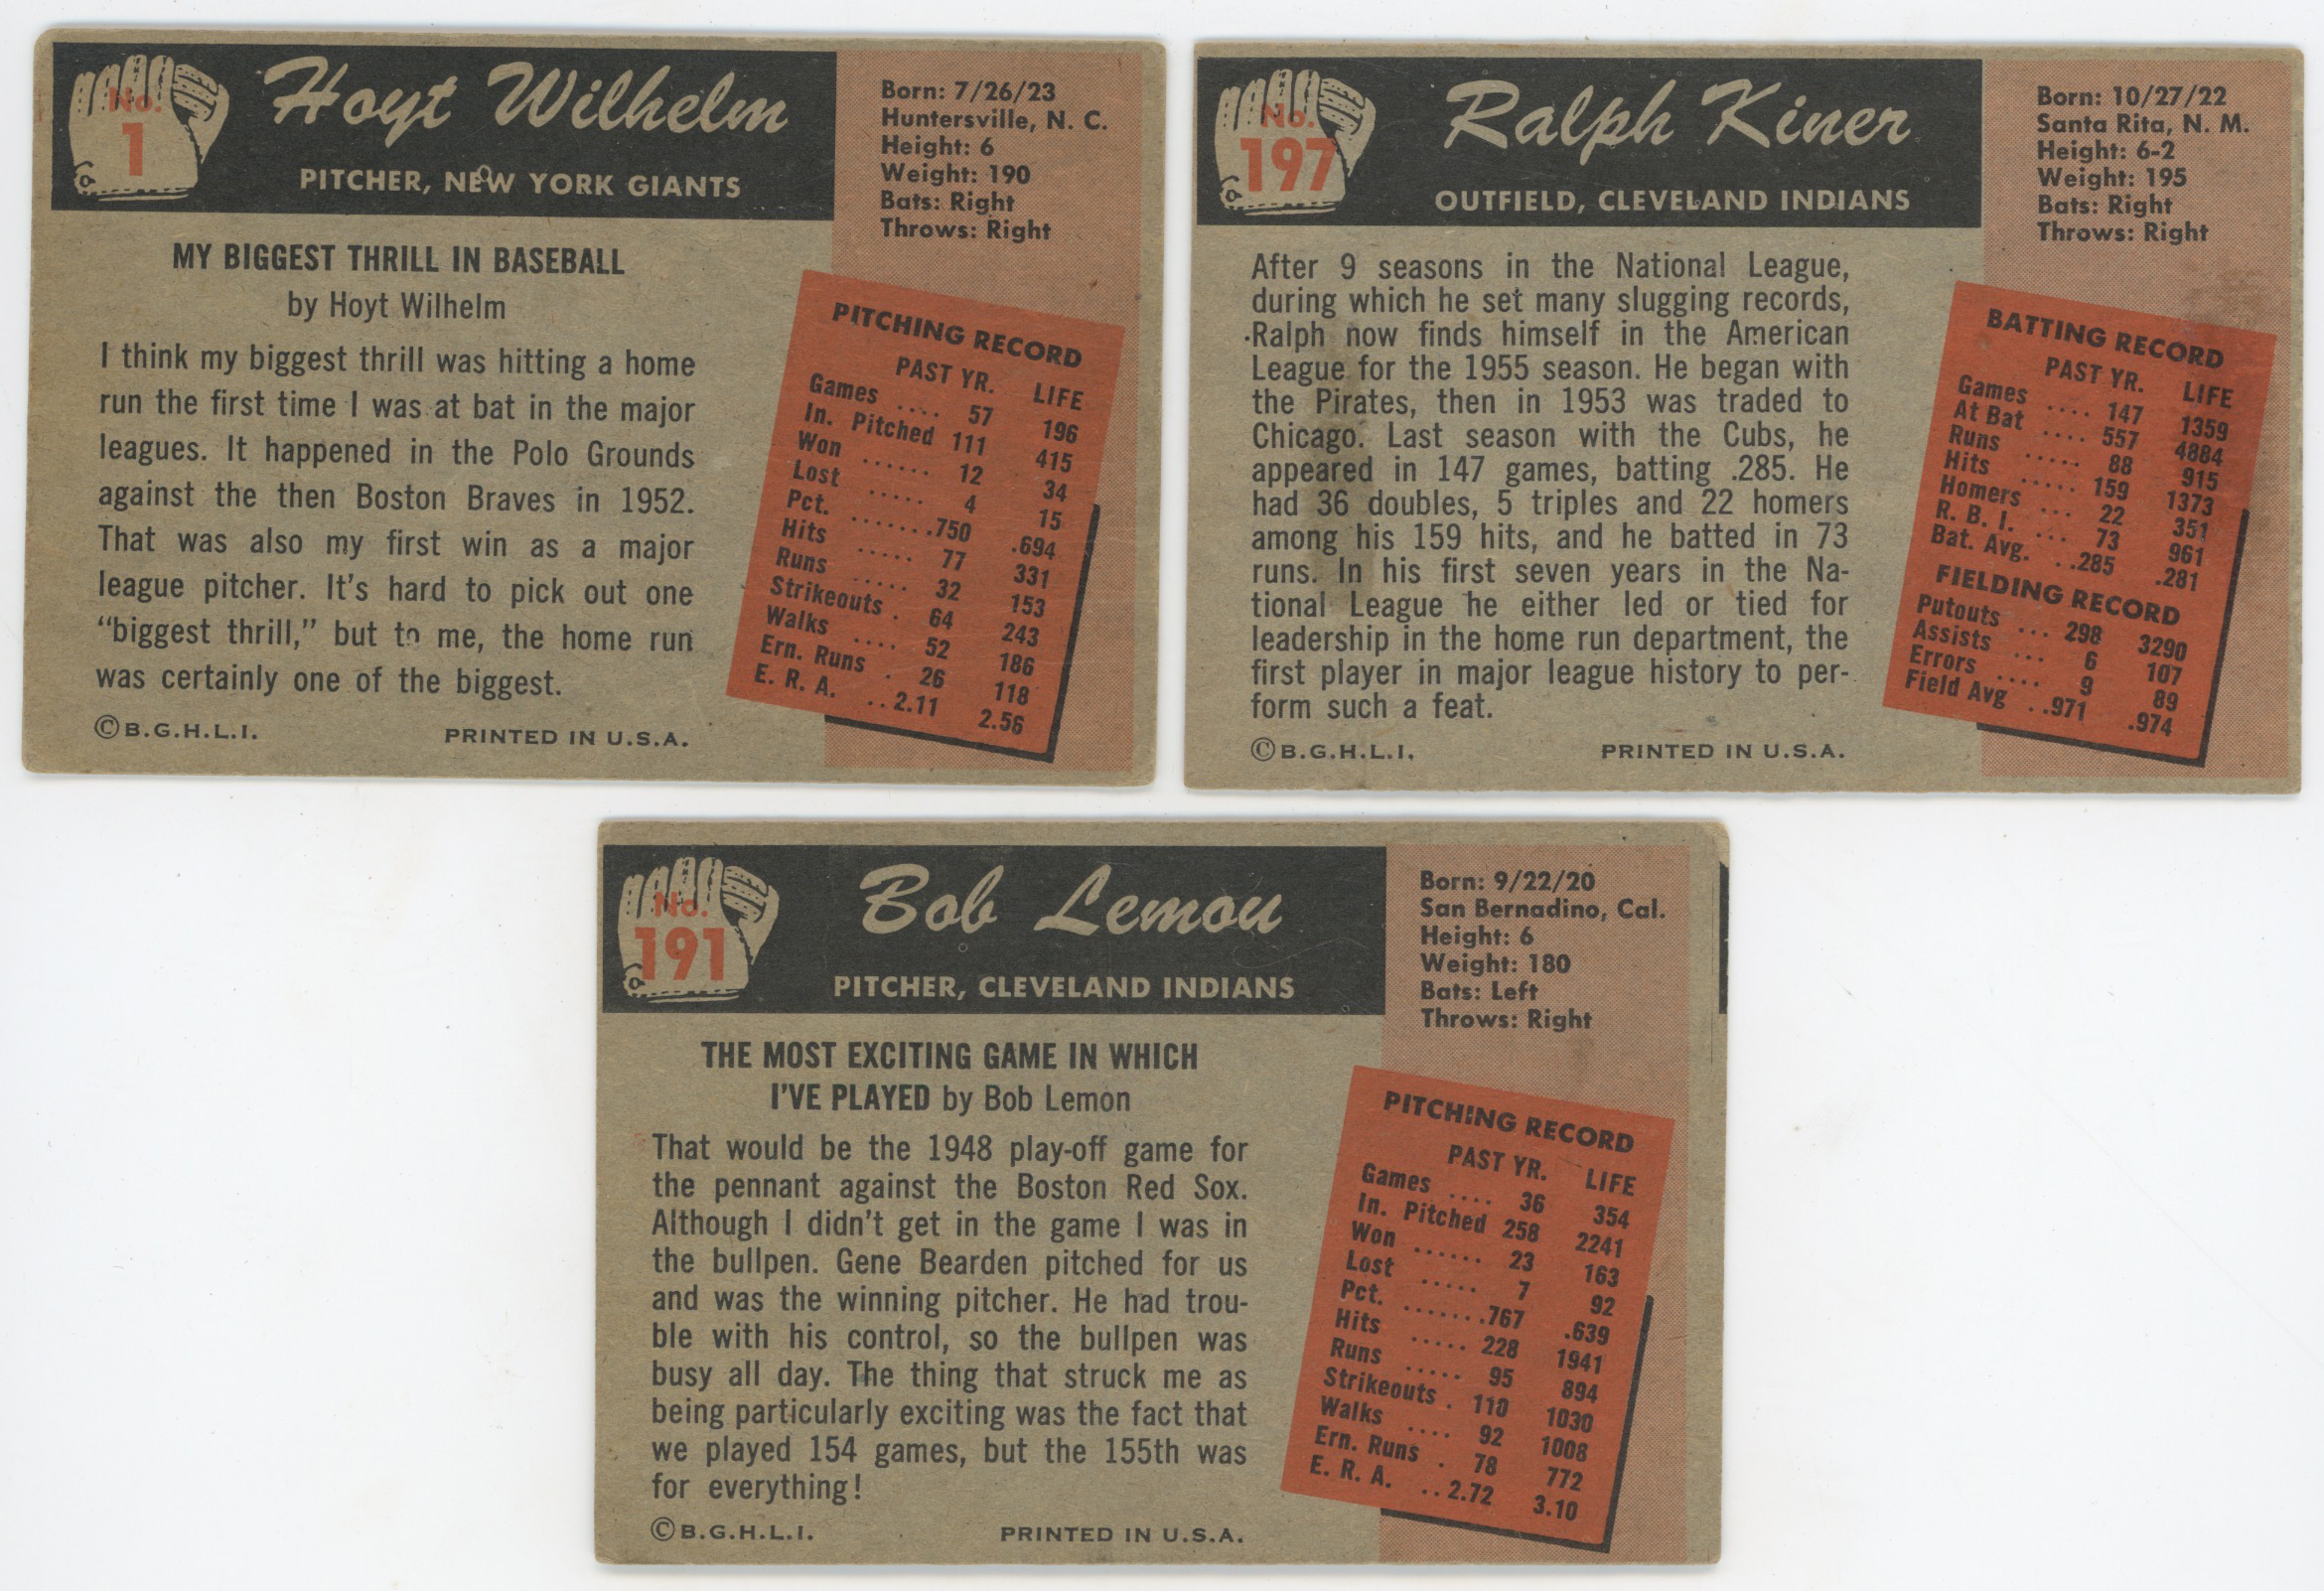 No.
1
Hoyt Wilhelm
PITCHER, NEW YORK GIANTS
Born: 7/26/23
Huntersville, N. C.
Height: 6
Weight: 190
Bats: Right
Throws: Right
MY BIGGEST THRILL IN BASEBALL
by Hoyt Wilhelm
I think my biggest thrill was hitting a home
run the first time I was at bat in the major
leagues. It happened in the Polo Grounds
against the then Boston Braves in 1952.
That was also my first win as a major
league pitcher. It's hard to pick out one
"biggest thrill," but to me, the home run
was certainly one of the biggest.
©B.G.H.L.I. PRINTED IN U.S.A.
PITCHING RECORD
PAST YR. LIFE
Games .... 57 196
In. Pitched 111 415
Won ...... 12 34
Lost ..... 4 15
Pct. .......750 .694
Hits ..... 77 331
Runs ..... 32 153
Strikeouts . 64 243
Walks .... 52 186
Ern. Runs . 26 118
E. R. A. ..2.11 2.56
No.
197
Ralph Kiner
OUTFIELD, CLEVELAND INDIANS
Born: 10/27/22
Santa Rita, N. M.
Height: 6-2
Weight: 195
Bats: Right
Throws: Right
After 9 seasons in the National League,
during which he set many slugging records,
Ralph now finds himself in the American
League for the 1955 season. He began with
the Pirates, then in 1953 was traded to
Chicago. Last season with the Cubs, he
appeared in 147 games, batting .285. He
had 36 doubles, 5 triples and 22 homers
among his 159 hits, and he batted in 73
runs. In his first seven years in the Na-
tional League he either led or tied for
leadership in the home run department, the
first player in major league history to per-
form such a feat.
©B.G.H.L.I. PRINTED IN U.S.A.
BATTING RECORD
PAST YR. LIFE
Games .... 147 1359
At Bat .... 557 4884
Runs ..... 88 915
Hits ..... 159 1373
Homers ... 22 351
R. B. I. ... 73 961
Bat. Avg. . .285 .281
FIELDING RECORD
Putouts ... 298 3290
Assists ... 6 107
Errors .... 9 89
Field Avg ..971 .974
No.
191
Bob Lemon
PITCHER, CLEVELAND INDIANS
Born: 9/22/20
San Bernadino, Cal.
Height: 6
Weight: 180
Bats: Left
Throws: Right
THE MOST EXCITING GAME IN WHICH
I'VE PLAYED by Bob Lemon
That would be the 1948 play-off game for
the pennant against the Boston Red Sox.
Although I didn't get in the game I was in
the bullpen. Gene Bearden pitched for us
and was the winning pitcher. He had trou-
ble with his control, so the bullpen was
busy all day. The thing that struck me as
being particularly exciting was the fact that
we played 154 games, but the 155th was
for everything!
©B.G.H.L.I. PRINTED IN U.S.A.
PITCHING RECORD
PAST YR. LIFE
Games .... 36 354
In. Pitched 258 2241
Won ...... 23 163
Lost ..... 7 92
Pct. .......767 .639
Hits ..... 228 1941
Runs ..... 95 894
Strikeouts . 110 1030
Walks .... 92 1008
Ern. Runs . 78 772
E. R. A. ..2.72 3.10